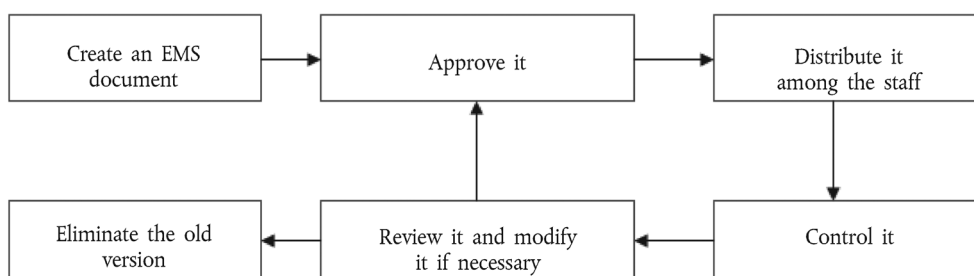 Create an EMS
document
Approve it
Distribute it
among the staff
Eliminate the old
version
Review it and modify
it if necessary
Control it